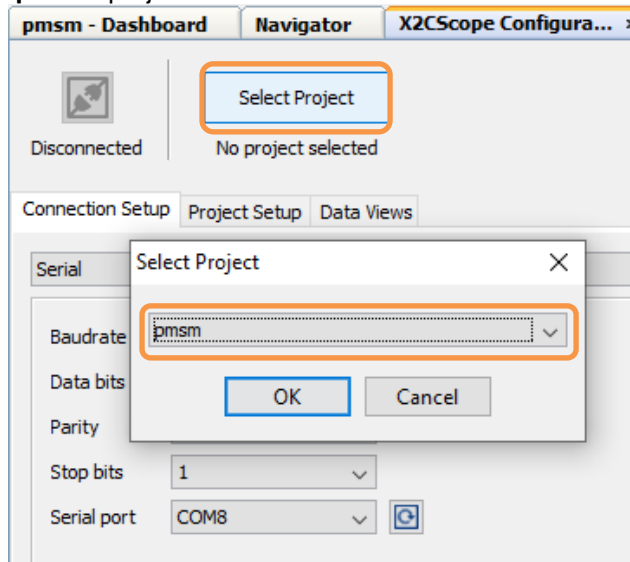 pmsm - Dashboard Navigator X2CScope Configura...
Select Project
Disconnected No project selected
Connection Setup Project Setup Data Views
Serial
Select Project
Baudrate
pmsm
Data bits
OK Cancel
Parity
Stop bits 1
Serial port COM8